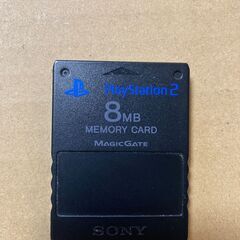 PlayStation 2
8MB
MEMORY CARD
MAGICGATE
SONY